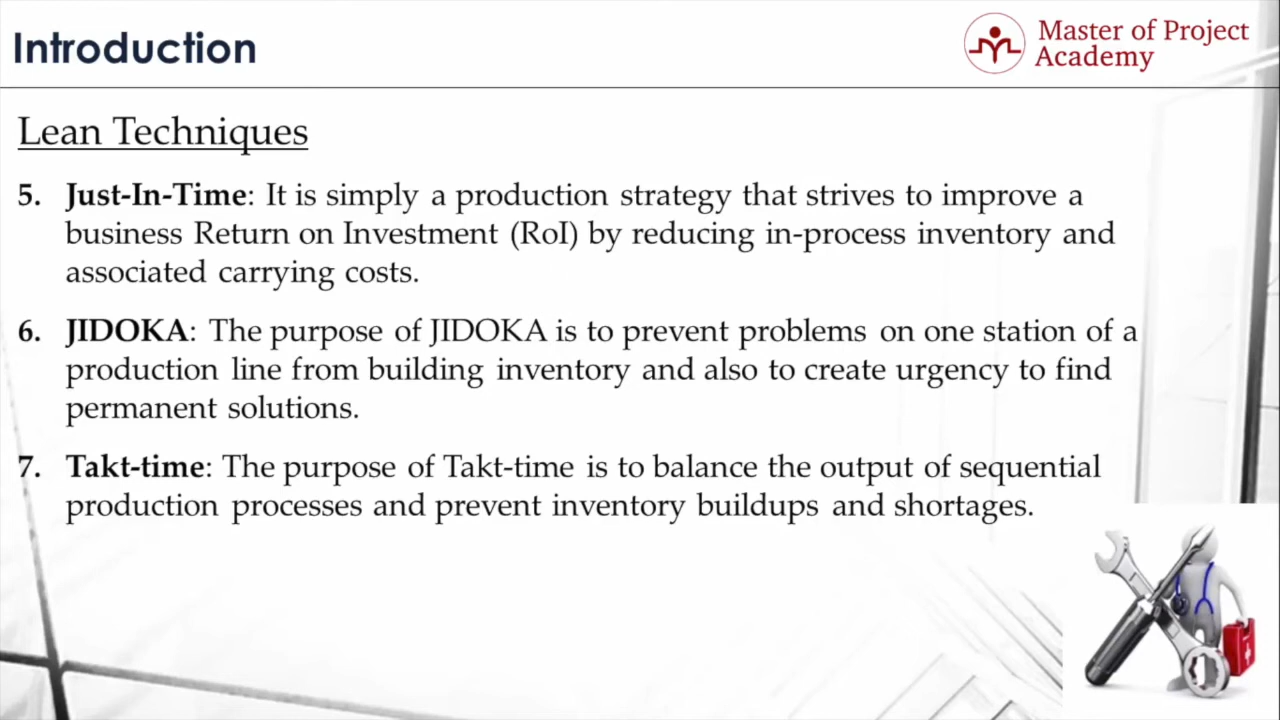 Introduction
Master of Project
Academy
Lean Techniques
5. Just-In-Time: It is simply a production strategy that strives to improve a
business Return on Investment (RoI) by reducing in-process inventory and
associated carrying costs.
6. JIDOKA: The purpose of JIDOKA is to prevent problems on one station of a
production line from building inventory and also to create urgency to find
permanent solutions.
7. Takt-time: The purpose of Takt-time is to balance the output of sequential
production processes and prevent inventory buildups and shortages.